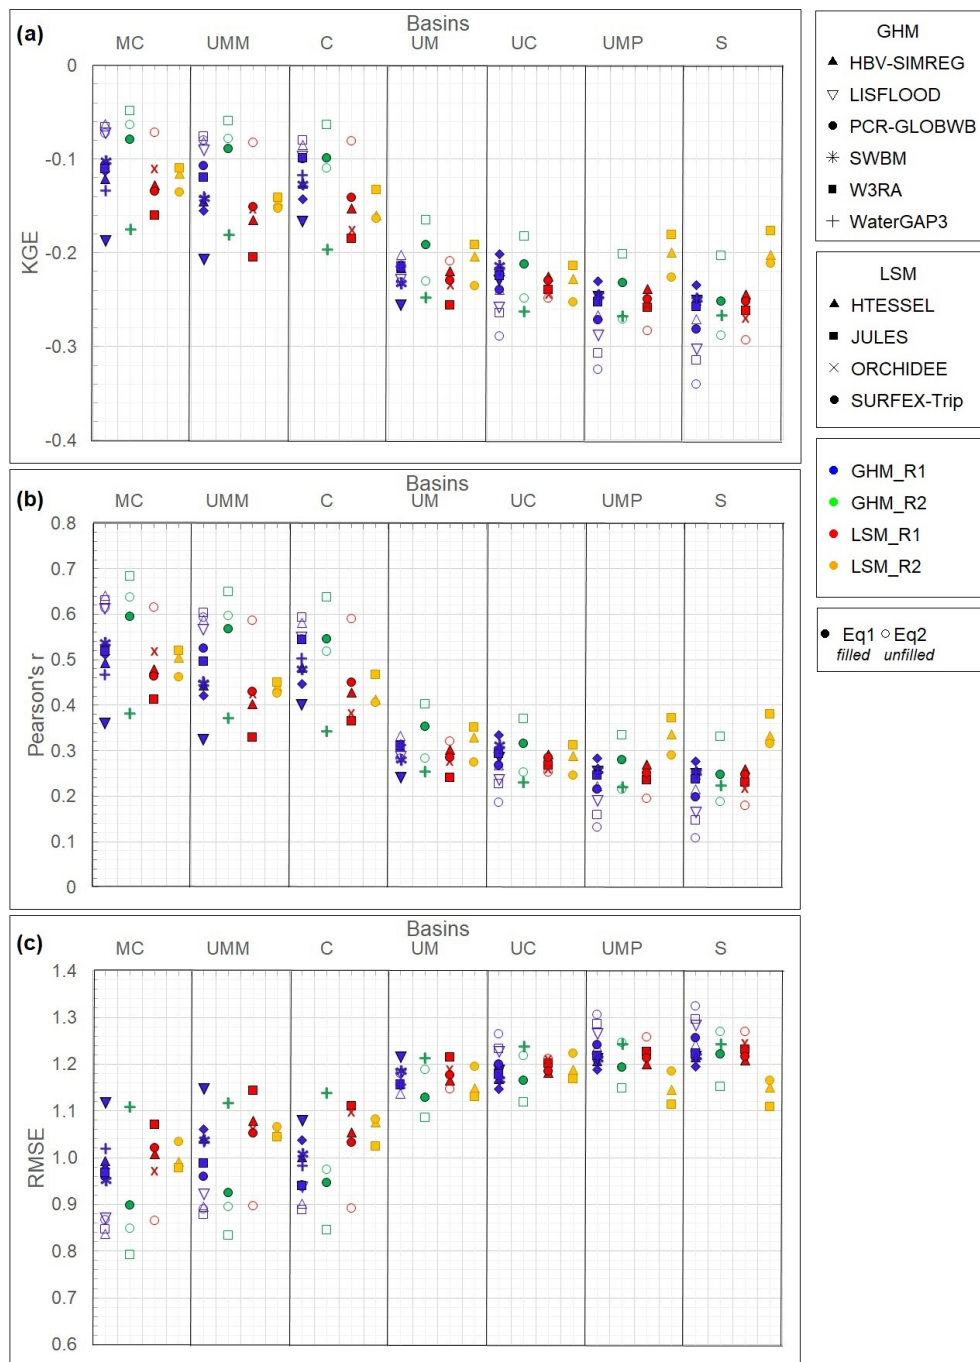 (a)
Basins
MC UMM C UM UC UMP S
0
-0.1
-0.2
-0.3
-0.4
KGE
(b)
Basins
MC UMM C UM UC UMP S
0.8
0.7
0.6
0.5
0.4
0.3
0.2
0.1
0
Pearson's r
(c)
Basins
MC UMM C UM UC UMP S
1.4
1.3
1.2
1.1
1.0
0.9
0.8
0.7
0.6
RMSE
GHM
HBV-SIMREG
LISFLOOD
PCR-GLOBWB
SWBM
W3RA
WaterGAP3
LSM
HTESSEL
JULES
ORCHIDEE
SURFEX-Trip
GHM_R1
GHM_R2
LSM_R1
LSM_R2
Eq1 Eq2
filled unfilled